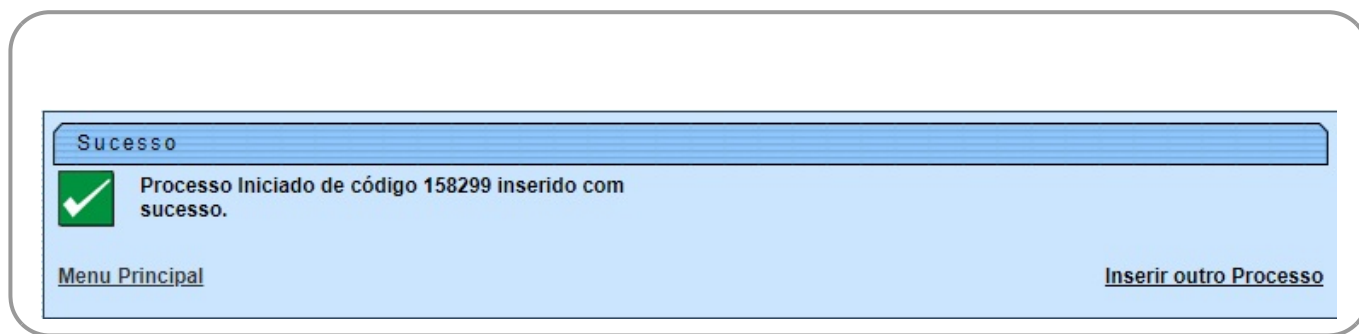 Sucesso
Processo Iniciado de código 158299 inserido com
sucesso.
Menu Principal
Inserir outro Processo